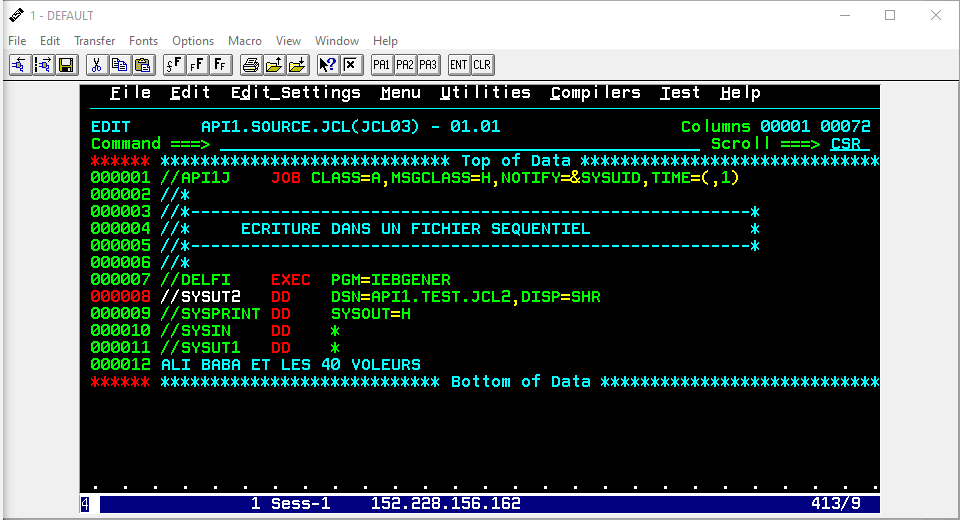 1 - DEFAULT
File Edit Transfer Fonts Options Macro View Window Help
PA1 PA2 PA3 ENT CLR
File Edit Edit_Settings Menu Utilities Compilers Test Help
EDIT API1.SOURCE.JCL(JCL03) - 01.01 Columns 00001 00072
Command ===> Scroll ===> CSR
****** ***************************** Top of Data ******************************
000001 //API1J    JOB CLASS=A,MSGCLASS=H,NOTIFY=&SYSUID,TIME=(,1)
000002 //*
000003 //*--------------------------------------------------------*
000004 //*     ECRITURE DANS UN FICHIER SEQUENTIEL                *
000005 //*--------------------------------------------------------*
000006 //*
000007 //DELFI    EXEC  PGM=IEBGENER
000008 //SYSUT2   DD    DSN=API1.TEST.JCL2,DISP=SHR
000009 //SYSPRINT DD    SYSOUT=H
000010 //SYSIN    DD    *
000011 //SYSUT1   DD    *
000012 ALI BABA ET LES 40 VOLEURS
****** **************************** Bottom of Data ****************************
. . . . . . . . . . . . . . . . . . . . . . . . . . .
4 1 Sess-1 152.228.156.162 413/9